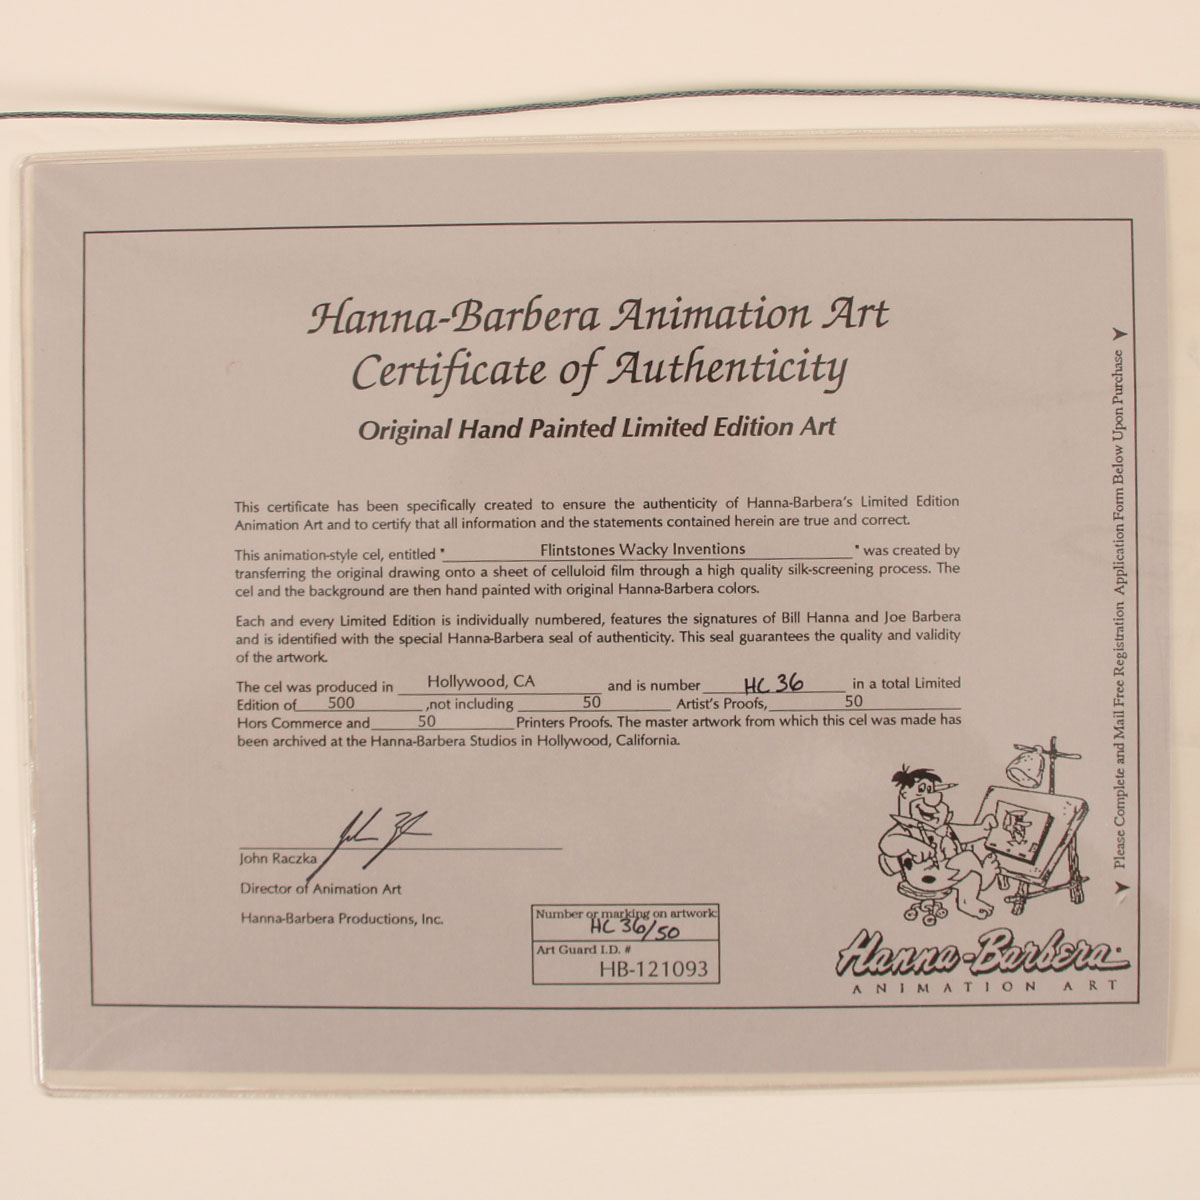 Hanna-Barbera Animation Art
Certificate of Authenticity
Original Hand Painted Limited Edition Art
This certificate has been specifically created to ensure the authenticity of Hanna-Barbera's Limited Edition
Animation Art and to certify that all information and the statements contained herein are true and correct.
This animation-style cel, entitled " Flintstones Wacky Inventions " was created by
transferring the original drawing onto a sheet of celluloid film through a high quality silk-screening process. The
cel and the background are then hand painted with original Hanna-Barbera colors.
Each and every Limited Edition is individually numbered, features the signatures of Bill Hanna and Joe Barbera
and is identified with the special Hanna-Barbera seal of authenticity. This seal guarantees the quality and validity
of the artwork.
The cel was produced in Hollywood, CA and is number HC 36 in a total Limited
Edition of 500 ,not including 50 Artist's Proofs, 50
Hors Commerce and 50 Printers Proofs. The master artwork from which this cel was made has
been archived at the Hanna-Barbera Studios in Hollywood, California.
John Raczka
Director of Animation Art
Hanna-Barbera Productions, Inc.
Number or marking on artwork:
HC 36/50
Art Guard I.D. #
HB-121093
Hanna-Barbera
ANIMATION ART
Please Complete and Mail Free Registration Application Form Below Upon Purchase